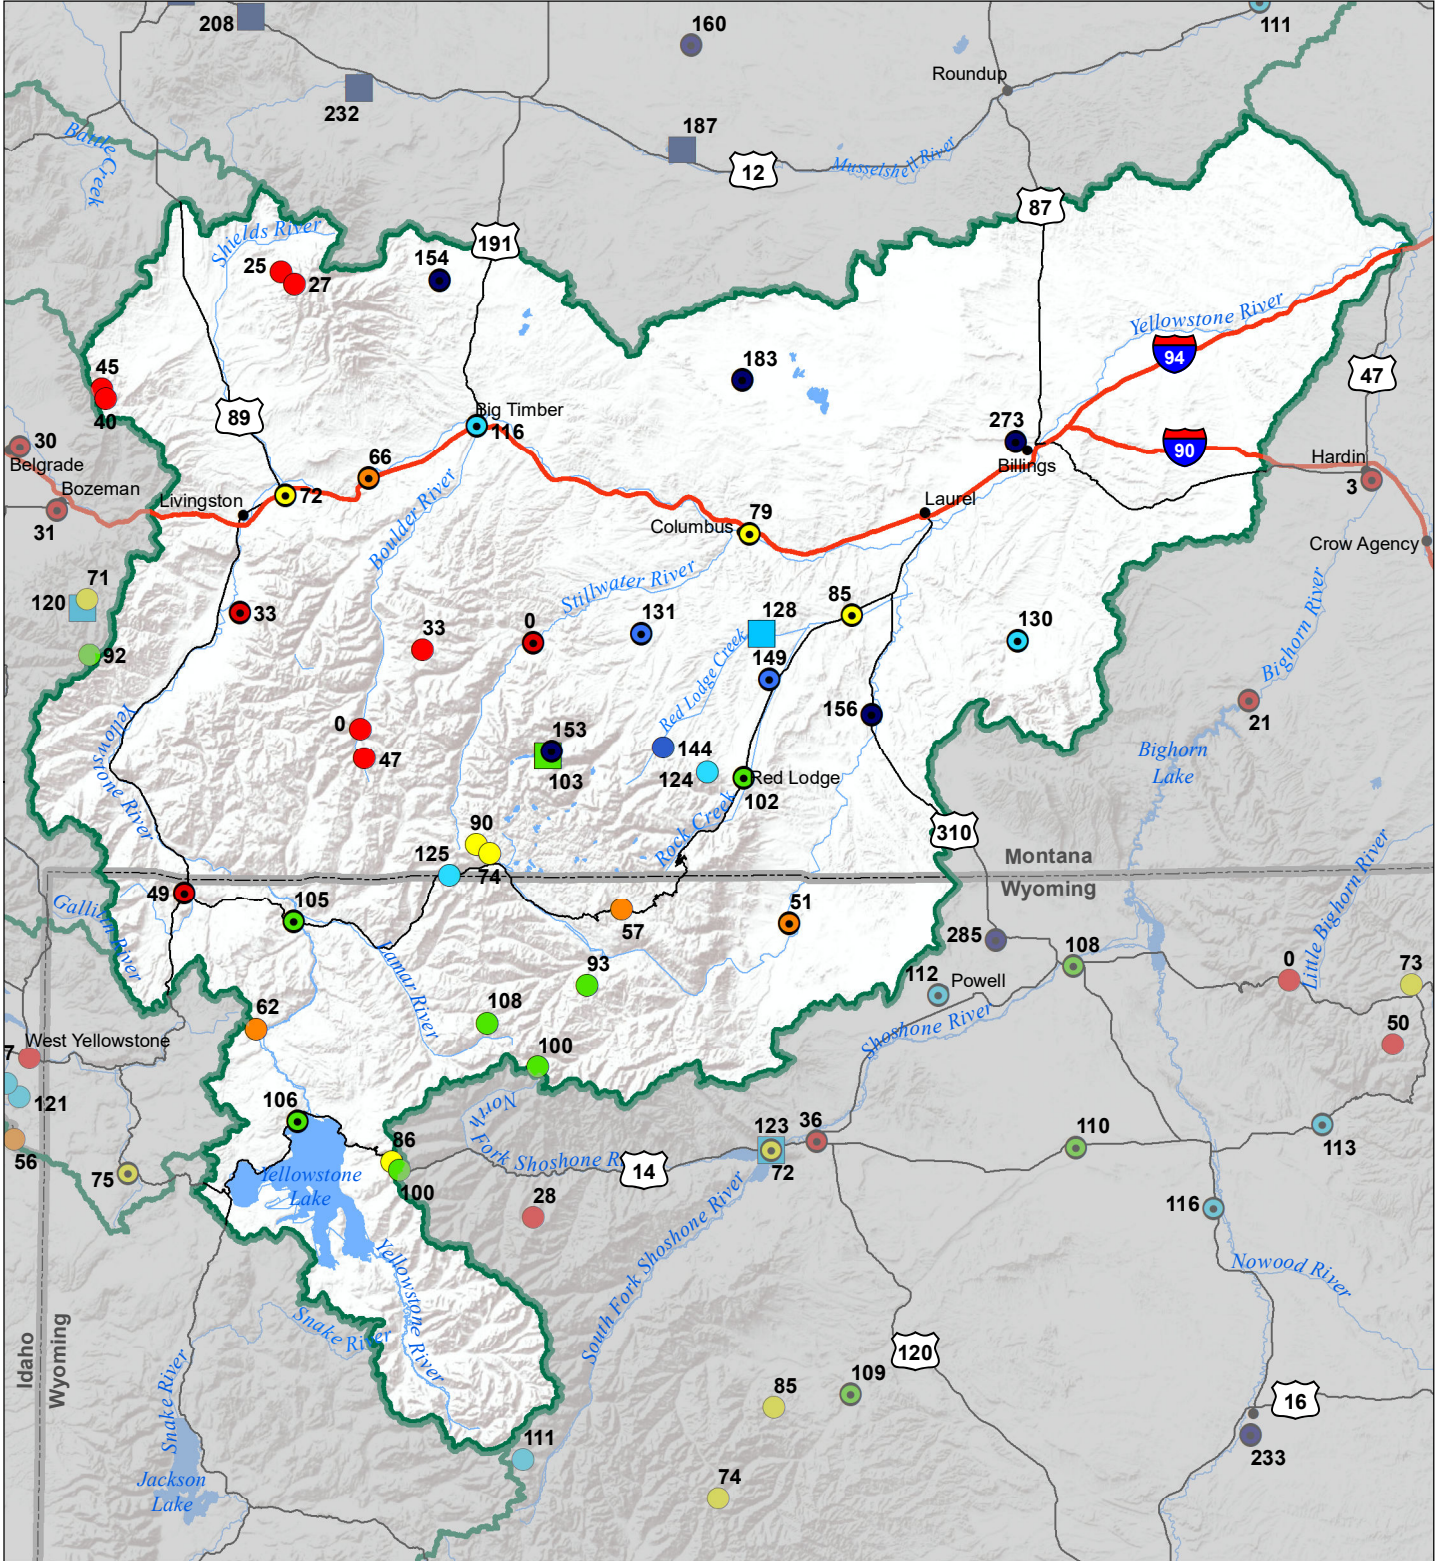 208
160
111
Roundup
232
187
12
Musselshell River
Battle
Creek
87
Shields River
191
154
25
27
Yellowstone River
94
183
47
45
40
89
Big Timber
116
273
Billings
90
Hardin
3
30
Belgrade
Bozeman
31
66
72
Livingston
Boulder River
Columbus
79
Laurel
Crow Agency
71
120
92
33
33
0
Stillwater River
131
128
85
130
Bighorn River
Red Lodge Creek
149
156
21
Yellowstone River
0
47
153
103
144
124
Red Lodge
102
Bighorn
Lake
Rock Creek
310
90
125
74
Montana
Wyoming
Little Bighorn River
49
105
Gallatin River
57
51
285
108
0
73
Lamar River
93
112
Powell
50
62
108
Shoshone River
West Yellowstone
7
100
121
North
Fork Shoshone R
106
86
123
36
110
113
56
75
Yellowstone
Lake
100
14
72
28
116
South Fork Shoshone River
Yellowstone River
Nowood River
Snake River
Idaho
Wyoming
120
Snake River
85
109
16
233
111
Jackson
Lake
74